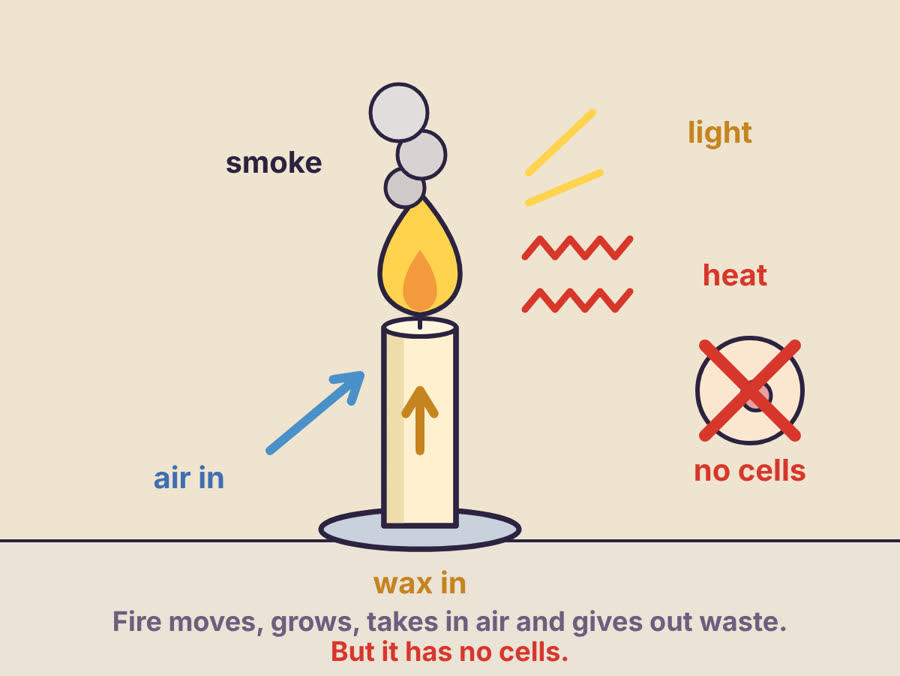 light
smoke
heat
no cells
air in
wax in
Fire moves, grows, takes in air and gives out waste.
But it has no cells.